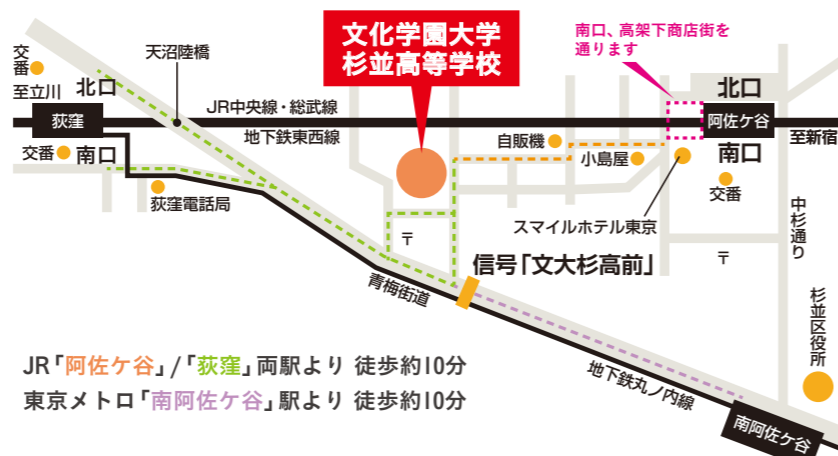 文化学園大学
杉並高等学校
南口、高架下商店街を
通ります
交番
天沼陸橋
至立川
北口
JR中央線・総武線
荻窪
地下鉄東西線
北口
阿佐ケ谷
至新宿
交番
南口
自販機
小島屋
南口
交番
荻窪電話局
スマイルホテル東京
中杉通り
〒
〒
信号「文大杉高前」
青梅街道
杉並区役所
地下鉄丸ノ内線
南阿佐ケ谷
JR「阿佐ケ谷」/「荻窪」両駅より 徒歩約10分
東京メトロ「南阿佐ケ谷」駅より 徒歩約10分